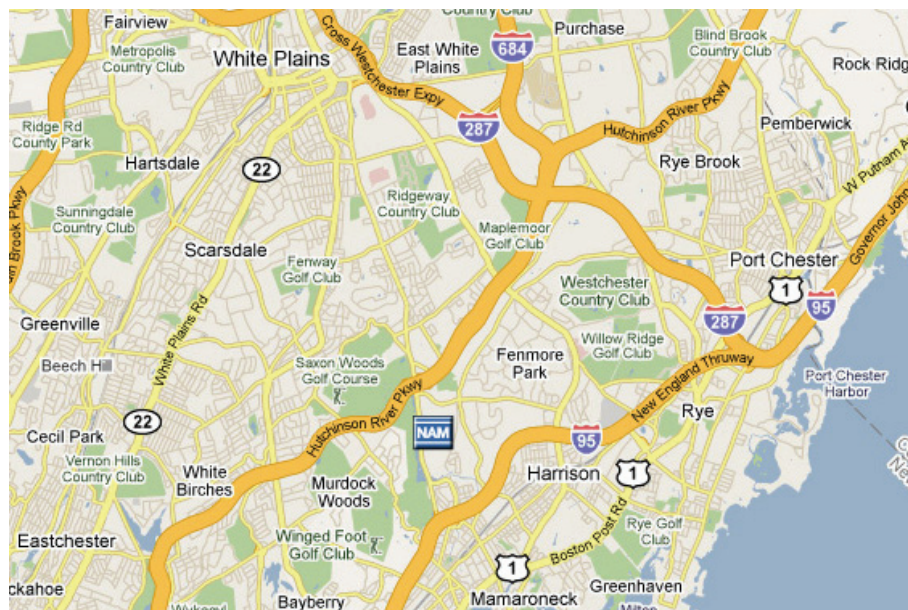 Country Club
Fairview
Metropolis
Country Club
White Plains
Cross Westchester Expy
East White
Plains
684
Purchase
Blind Brook
Country Club
Rock Ridg
Ridge Rd
County Park
Hartsdale
22
287
Hutchinson River Pkwy
Pemberwick
Rye Brook
W Putnam Av
Sunningdale
Country Club
Ridgeway
Country Club
Maplemoor
Golf Club
Scarsdale
Fenway
Golf Club
Port Chester
Governor John
1
95
Westchester
Country Club
287
Greenville
White Plains Rd
Beech Hil
Saxon Woods
Golf Course
Hutchinson River Pkwy
Fenmore
Park
Willow Ridge
Golf Club
New England Thruway
Port Chester
Harbor
Rye
22
NAM
95
Cecil Park
Vernon Hills
Country Club
White
Birches
Murdock
Woods
Harrison
1
Eastchester
Winged Foot
Golf Club
Boston Post Rd
Rye Golf
Club
1
ckahoe
Bayberry
Mamaroneck
Greenhaven